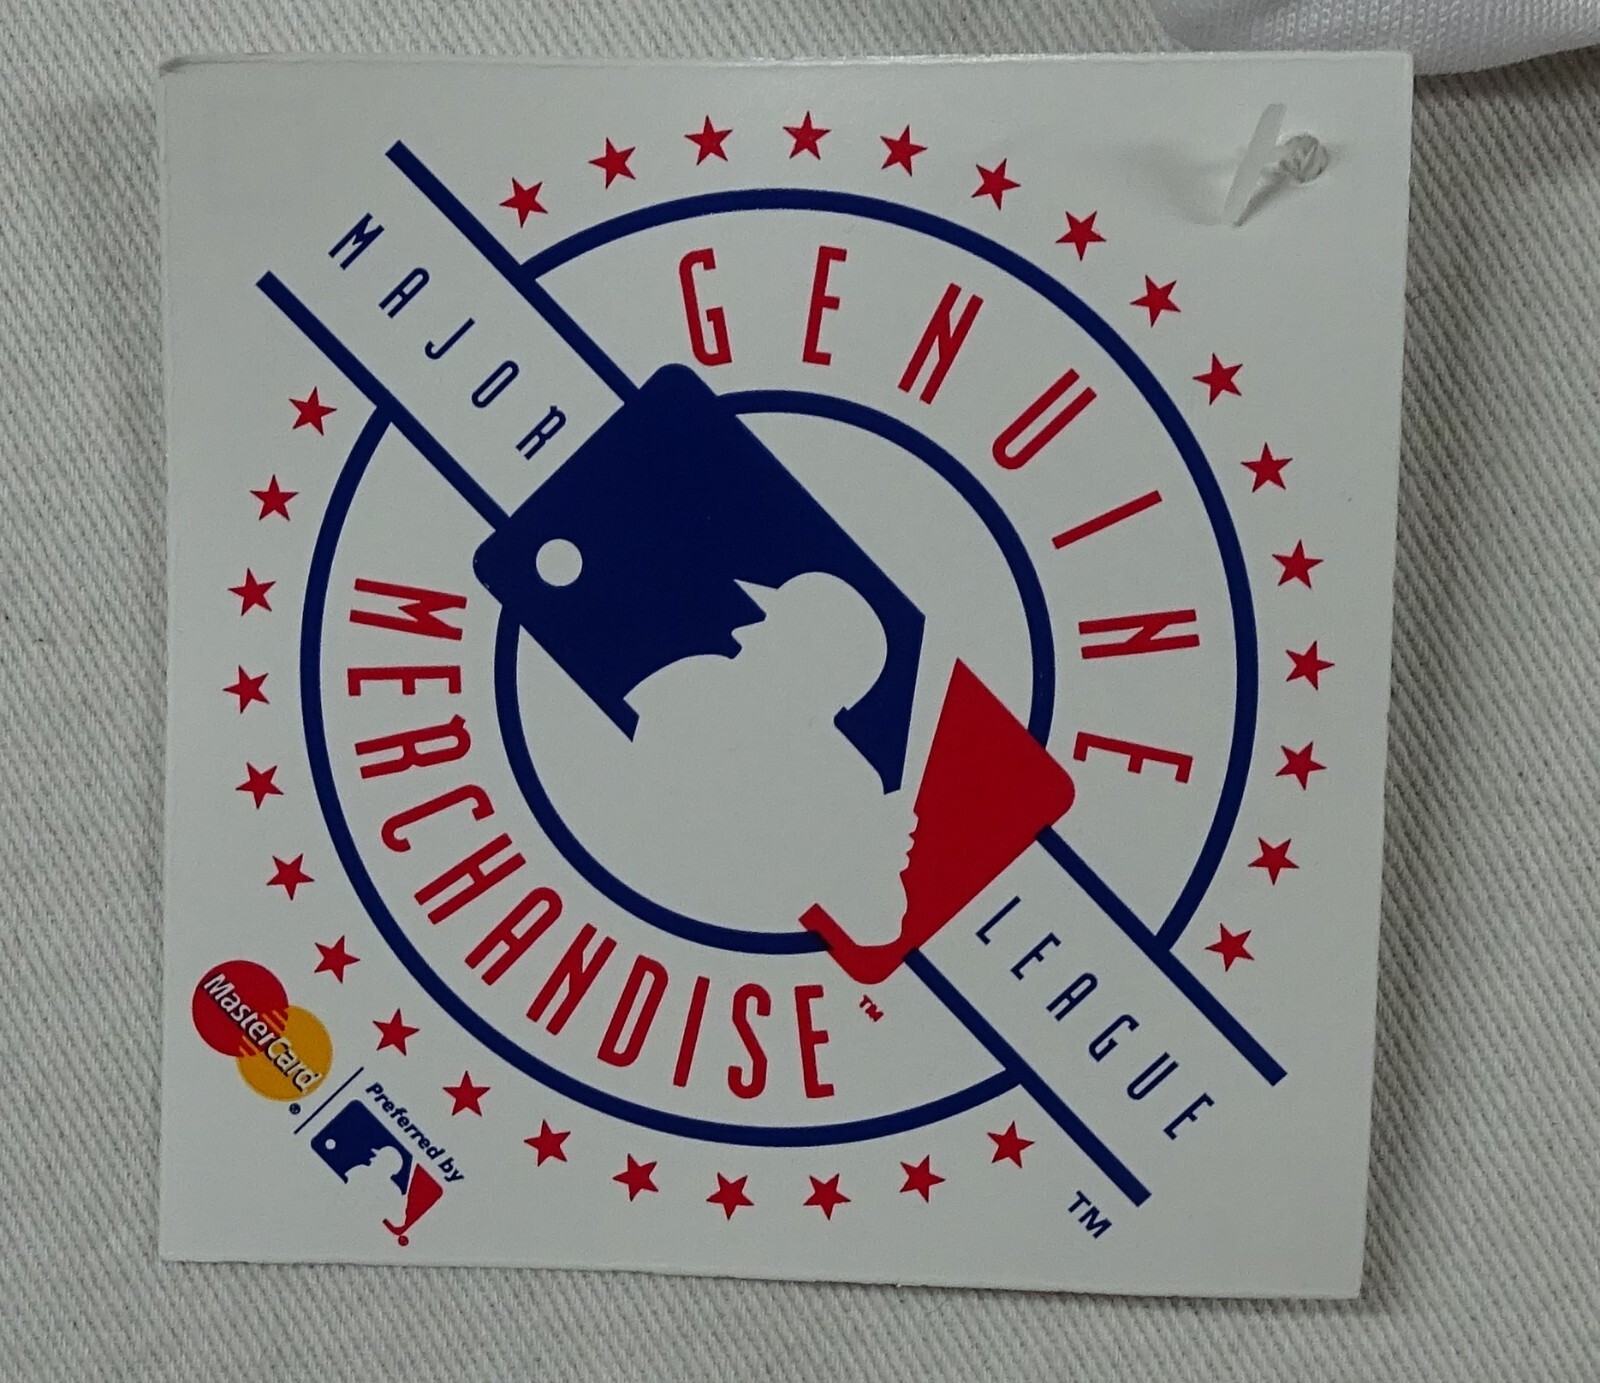 GENUINE
MAJOR
LEAGUE
MERCHANDISE™
TM
MasterCard®
Preferred by
®